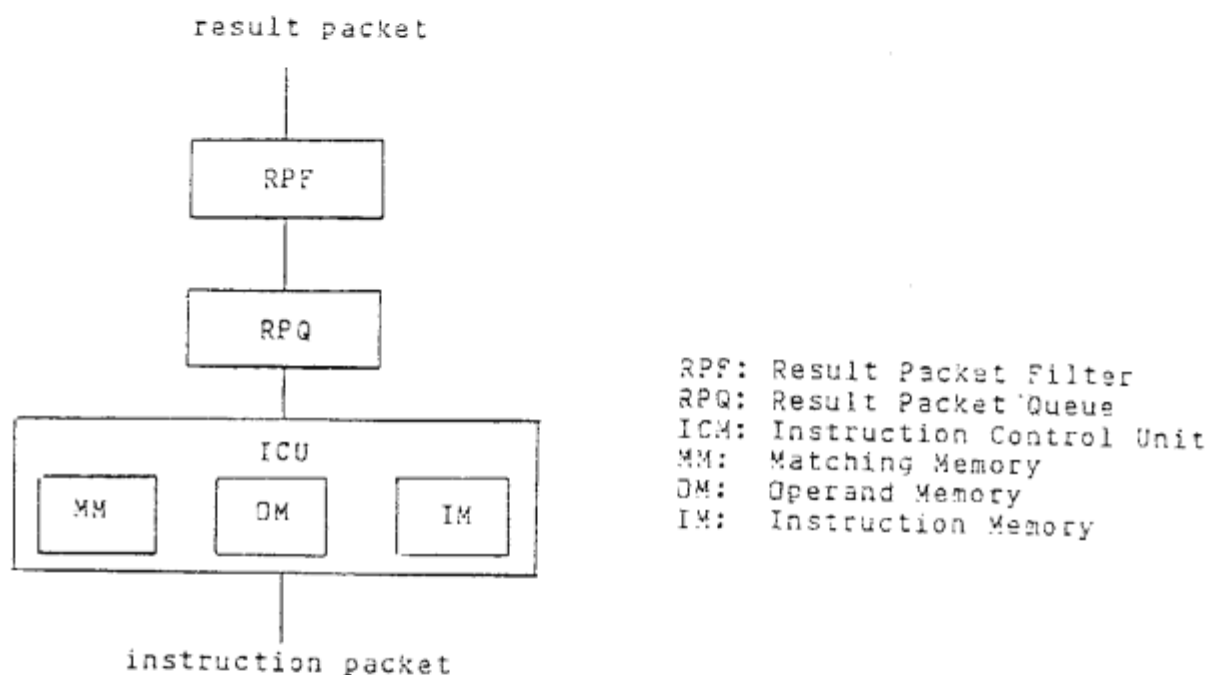 result packet
RPF
RPQ
ICU
MM
OM
IM
RPF: Result Packet Filter
RPQ: Result Packet Queue
ICM: Instruction Control Unit
MM: Matching Memory
OM: Operand Memory
IM: Instruction Memory
instruction packet